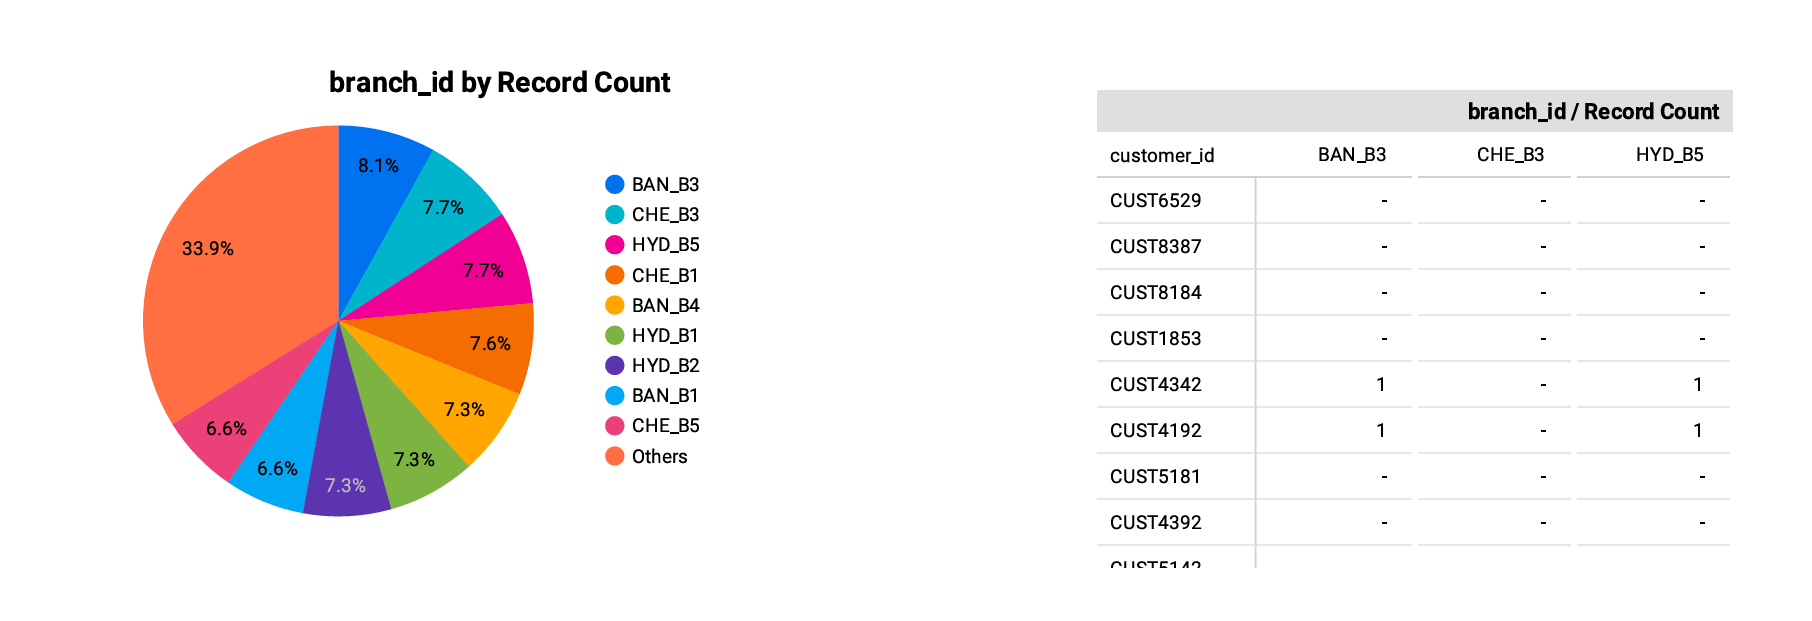 branch_id by Record Count
8.1%
7.7%
7.7%
7.6%
7.3%
7.3%
7.3%
6.6%
6.6%
33.9%
BAN_B3
CHE_B3
HYD_B5
CHE_B1
BAN_B4
HYD_B1
HYD_B2
BAN_B1
CHE_B5
Others
branch_id / Record Count
customer_id BAN_B3 CHE_B3 HYD_B5
CUST6529 - - -
CUST8387 - - -
CUST8184 - - -
CUST1853 - - -
CUST4342 1 - 1
CUST4192 1 - 1
CUST5181 - - -
CUST4392 - - -
CUST5142